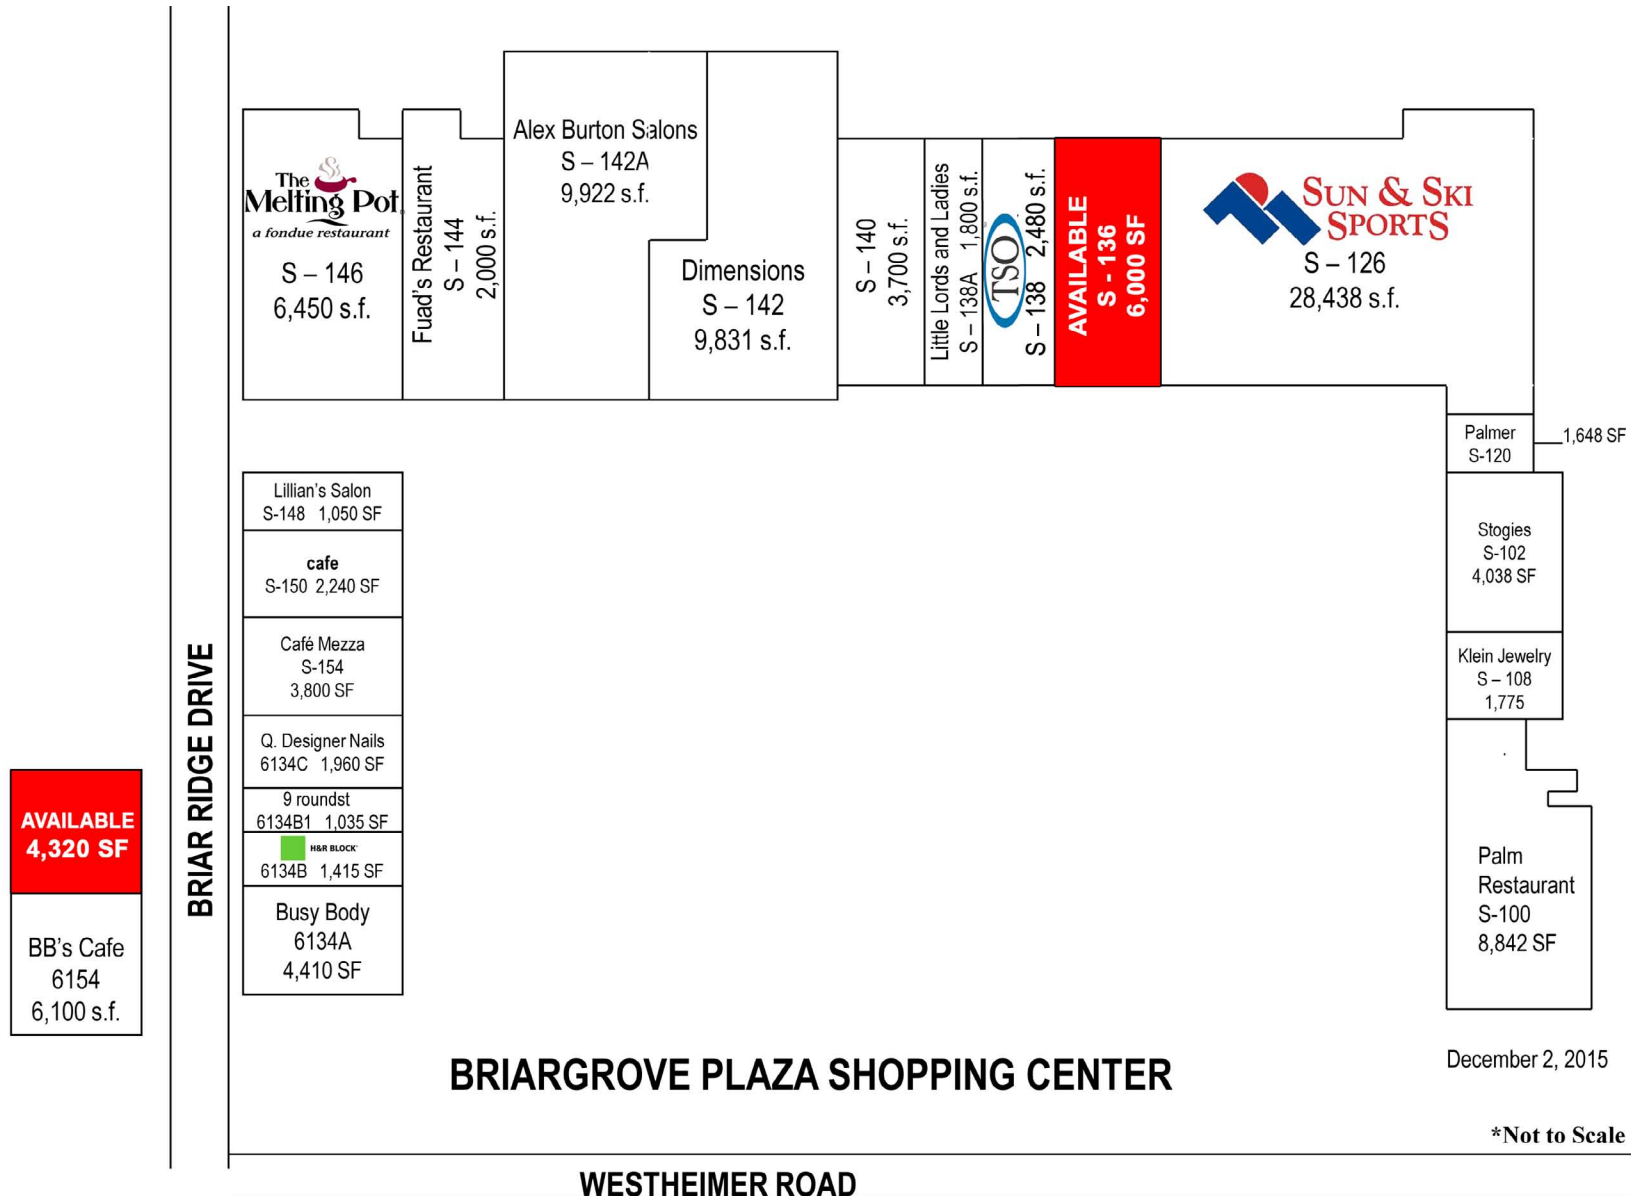 The
Melting Pot
a fondue restaurant
S – 146
6,450 s.f.
Fuad's Restaurant
S – 144
2,000 s.f.
Alex Burton Salons
S – 142A
9,922 s.f.
Dimensions
S – 142
9,831 s.f.
S – 140
3,700 s.f.
Little Lords and Ladies
S – 138A 1,800 s.f.
TSO
S – 138 2,480 s.f.
AVAILABLE
S - 136
6,000 SF
SUN & SKI
SPORTS
S – 126
28,438 s.f.
Palmer
S-120
1,648 SF
Stogies
S-102
4,038 SF
Klein Jewelry
S – 108
1,775
Palm
Restaurant
S-100
8,842 SF
Lillian's Salon
S-148 1,050 SF
cafe
S-150 2,240 SF
Café Mezza
S-154
3,800 SF
Q. Designer Nails
6134C 1,960 SF
9 roundst
6134B1 1,035 SF
H&R BLOCK
6134B 1,415 SF
Busy Body
6134A
4,410 SF
BRIAR RIDGE DRIVE
AVAILABLE
4,320 SF
BB's Cafe
6154
6,100 s.f.
BRIARGROVE PLAZA SHOPPING CENTER
December 2, 2015
*Not to Scale
WESTHEIMER ROAD